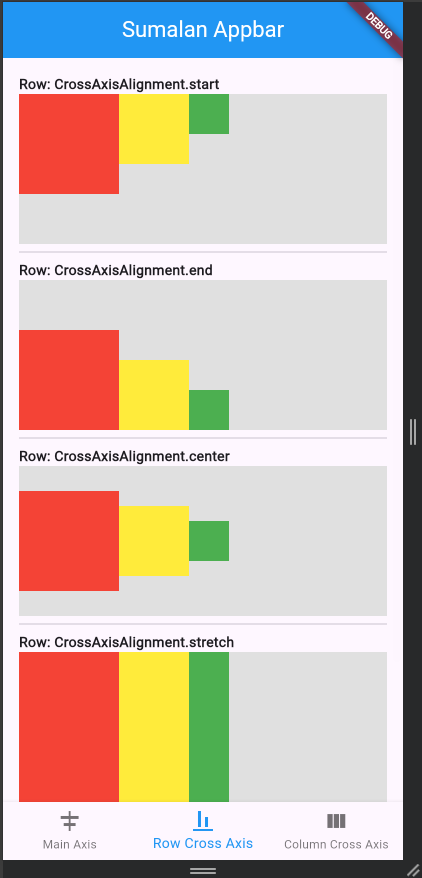 Sumalan Appbar
DEBUG
Row: CrossAxisAlignment.start
Row: CrossAxisAlignment.end
Row: CrossAxisAlignment.center
Row: CrossAxisAlignment.stretch
Main Axis
Row Cross Axis
Column Cross Axis